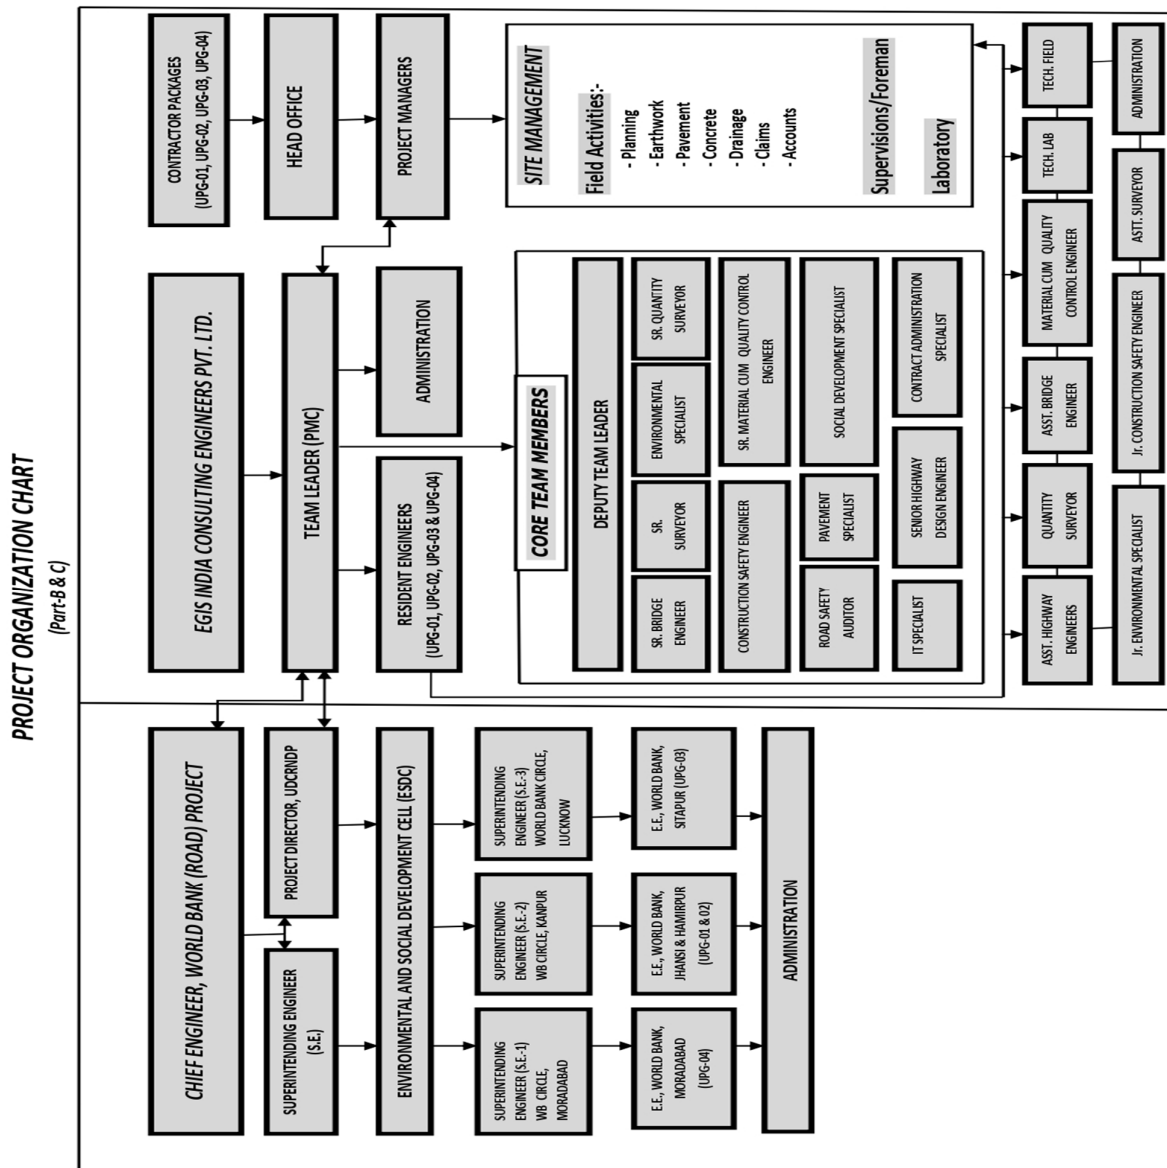 PROJECT ORGANIZATION CHART
(Part-B & C)
CHIEF ENGINEER, WORLD BANK (ROAD) PROJECT
SUPERINTENDING ENGINEER
(S.E.)
PROJECT DIRECTOR, UDCRNDP
ENVIRONMENTAL AND SOCIAL DEVELOPMENT CELL (ESDC)
SUPERINTENDING
ENGINEER (S.E.-1)
WB CIRCLE,
MORADABAD
SUPERINTENDING
ENGINEER (S.E.-2)
WB CIRCLE, KANPUR
SUPERINTENDING
ENGINEER (S.E.-3)
WORLD BANK CIRCLE,
LUCKNOW
E.E., WORLD BANK,
MORADABAD
(UPG-04)
E.E., WORLD BANK,
JHANSI & HAMIRPUR
(UPG-01 & 02)
E.E., WORLD BANK,
SITAPUR (UPG-03)
ADMINISTRATION
EGIS INDIA CONSULTING ENGINEERS PVT. LTD.
TEAM LEADER (PMC)
RESIDENT ENGINEERS
(UPG-01, UPG-02, UPG-03 & UPG-04)
ADMINISTRATION
CORE TEAM MEMBERS
DEPUTY TEAM LEADER
SR. BRIDGE
ENGINEER
SR.
SURVEYOR
ENVIRONMENTAL
SPECIALIST
SR. QUANTITY
SURVEYOR
CONSTRUCTION SAFETY ENGINEER
SR. MATERIAL CUM QUALITY CONTROL
ENGINEER
ROAD SAFETY
AUDITOR
PAVEMENT
SPECIALIST
SOCIAL DEVELOPMENT SPECIALIST
IT SPECIALIST
SENIOR HIGHWAY
DESIGN ENGINEER
CONTRACT ADMINISTRATION
SPECIALIST
CONTRACTOR PACKAGES
(UPG-01, UPG-02, UPG-03, UPG-04)
HEAD OFFICE
PROJECT MANAGERS
SITE MANAGEMENT
Field Activities:-
- Planning
- Earthwork
- Pavement
- Concrete
- Drainage
- Claims
- Accounts
Supervisions/Foreman
Laboratory
ASST. HIGHWAY
ENGINEERS
QUANTITY
SURVEYOR
ASST. BRIDGE
ENGINEER
MATERIAL CUM QUALITY
CONTROL ENGINEER
TECH. LAB
TECH. FIELD
Jr. ENVIRONMENTAL SPECIALIST
Jr. CONSTRUCTION SAFETY ENGINEER
ASTT. SURVEYOR
ADMINISTRATION